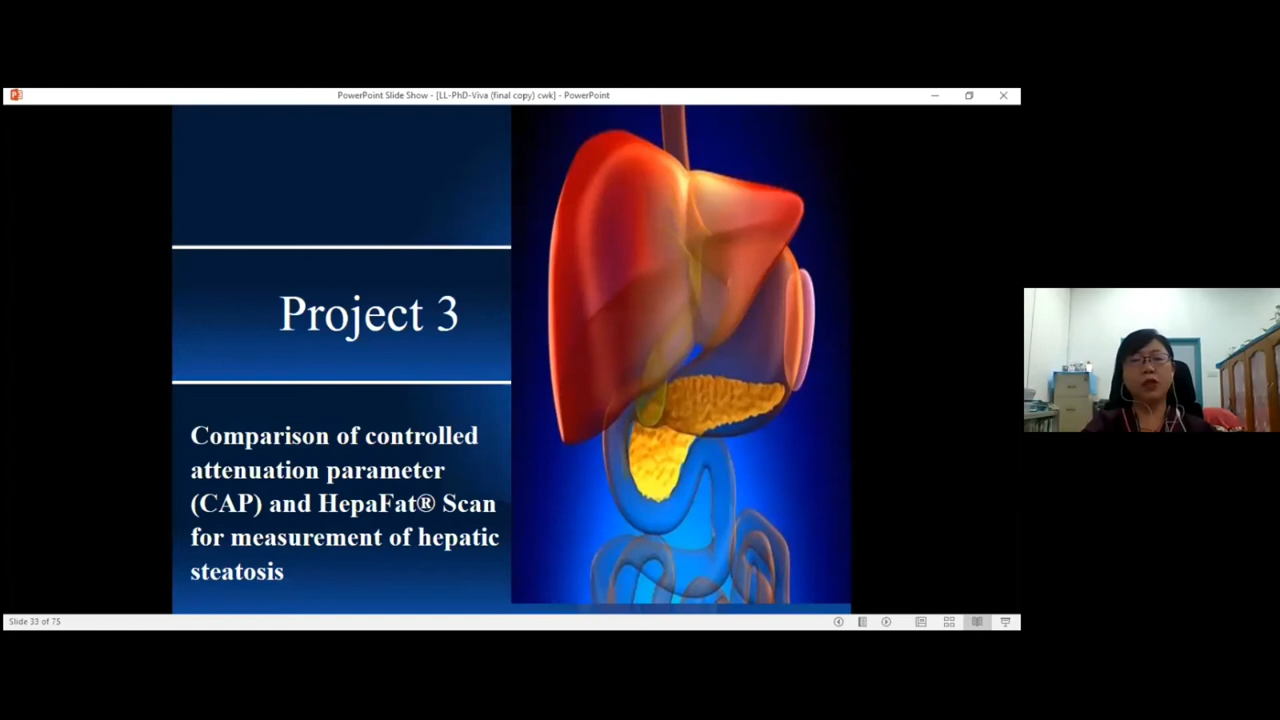 PowerPoint Slide Show - [LL-PhD-Viva (final copy) cwk] - PowerPoint
Project 3
Comparison of controlled
attenuation parameter
(CAP) and HepaFat® Scan
for measurement of hepatic
steatosis
Slide 33 of 75